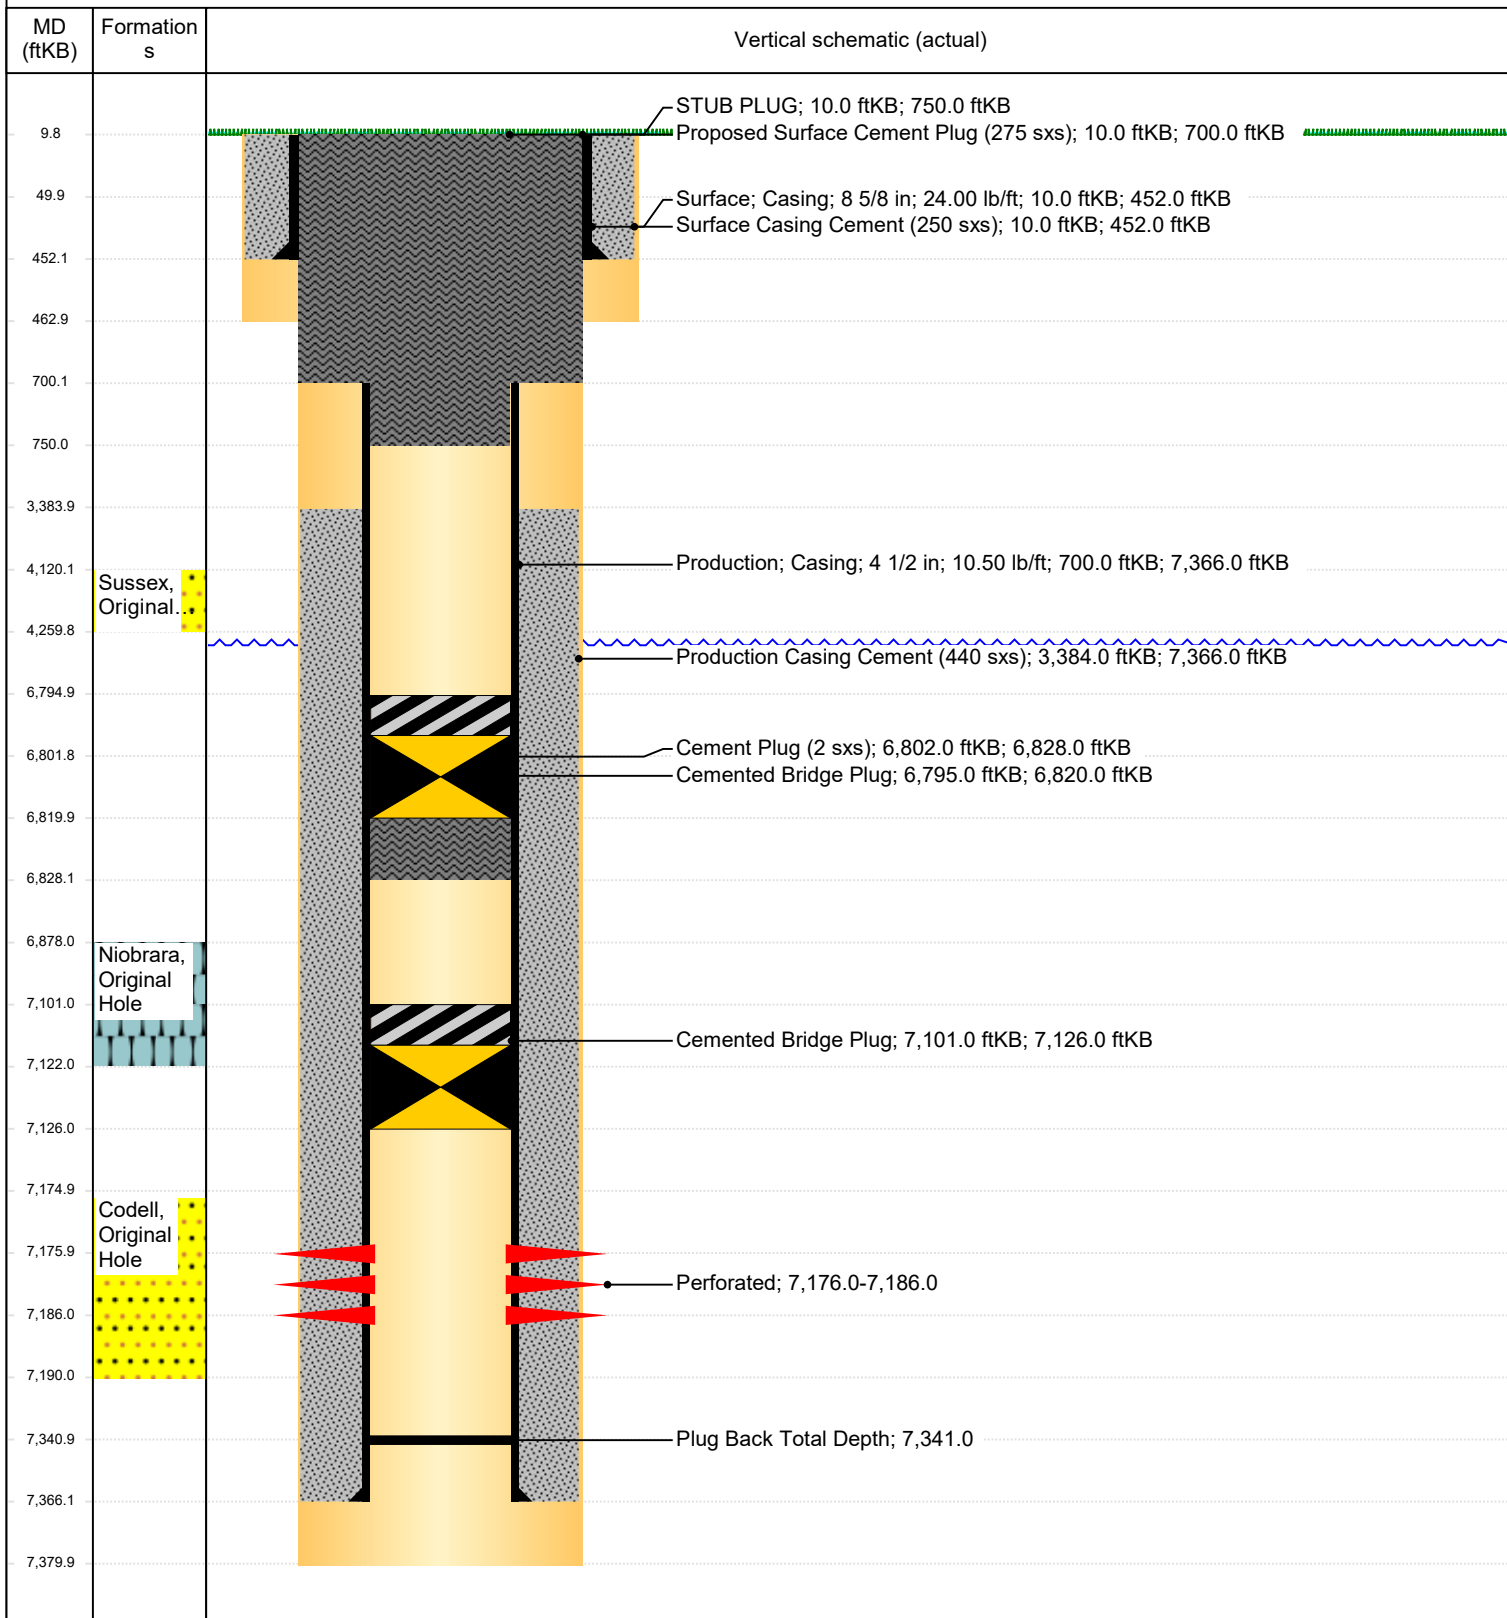 MD
(ftKB)
Formation
s
Vertical schematic (actual)
STUB PLUG; 10.0 ftKB; 750.0 ftKB
9.8
Proposed Surface Cement Plug (275 sxs); 10.0 ftKB; 700.0 ftKB
49.9
Surface; Casing; 8 5/8 in; 24.00 lb/ft; 10.0 ftKB; 452.0 ftKB
Surface Casing Cement (250 sxs); 10.0 ftKB; 452.0 ftKB
452.1
462.9
700.1
750.0
3,383.9
Production; Casing; 4 1/2 in; 10.50 lb/ft; 700.0 ftKB; 7,366.0 ftKB
4,120.1
Sussex,
Original...
4,259.8
Production Casing Cement (440 sxs); 3,384.0 ftKB; 7,366.0 ftKB
6,794.9
Cement Plug (2 sxs); 6,802.0 ftKB; 6,828.0 ftKB
6,801.8
Cemented Bridge Plug; 6,795.0 ftKB; 6,820.0 ftKB
6,819.9
6,828.1
6,878.0
Niobrara,
Original
Hole
7,101.0
Cemented Bridge Plug; 7,101.0 ftKB; 7,126.0 ftKB
7,122.0
7,126.0
7,174.9
Codell,
Original
Hole
7,175.9
Perforated; 7,176.0-7,186.0
7,186.0
7,190.0
Plug Back Total Depth; 7,341.0
7,340.9
7,366.1
7,379.9